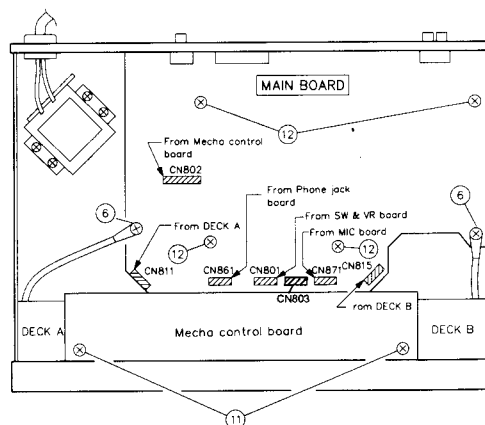 MAIN BOARD
12
From Mecha control
board
CN802
From Phone jack
board
6
6
From DECK A
From SW & VR board
From MIC board
12
12
CN811
CN861
CN801
CN871
CN815
CN803
rom DECK B
DECK A
Mecha control board
DECK B
11